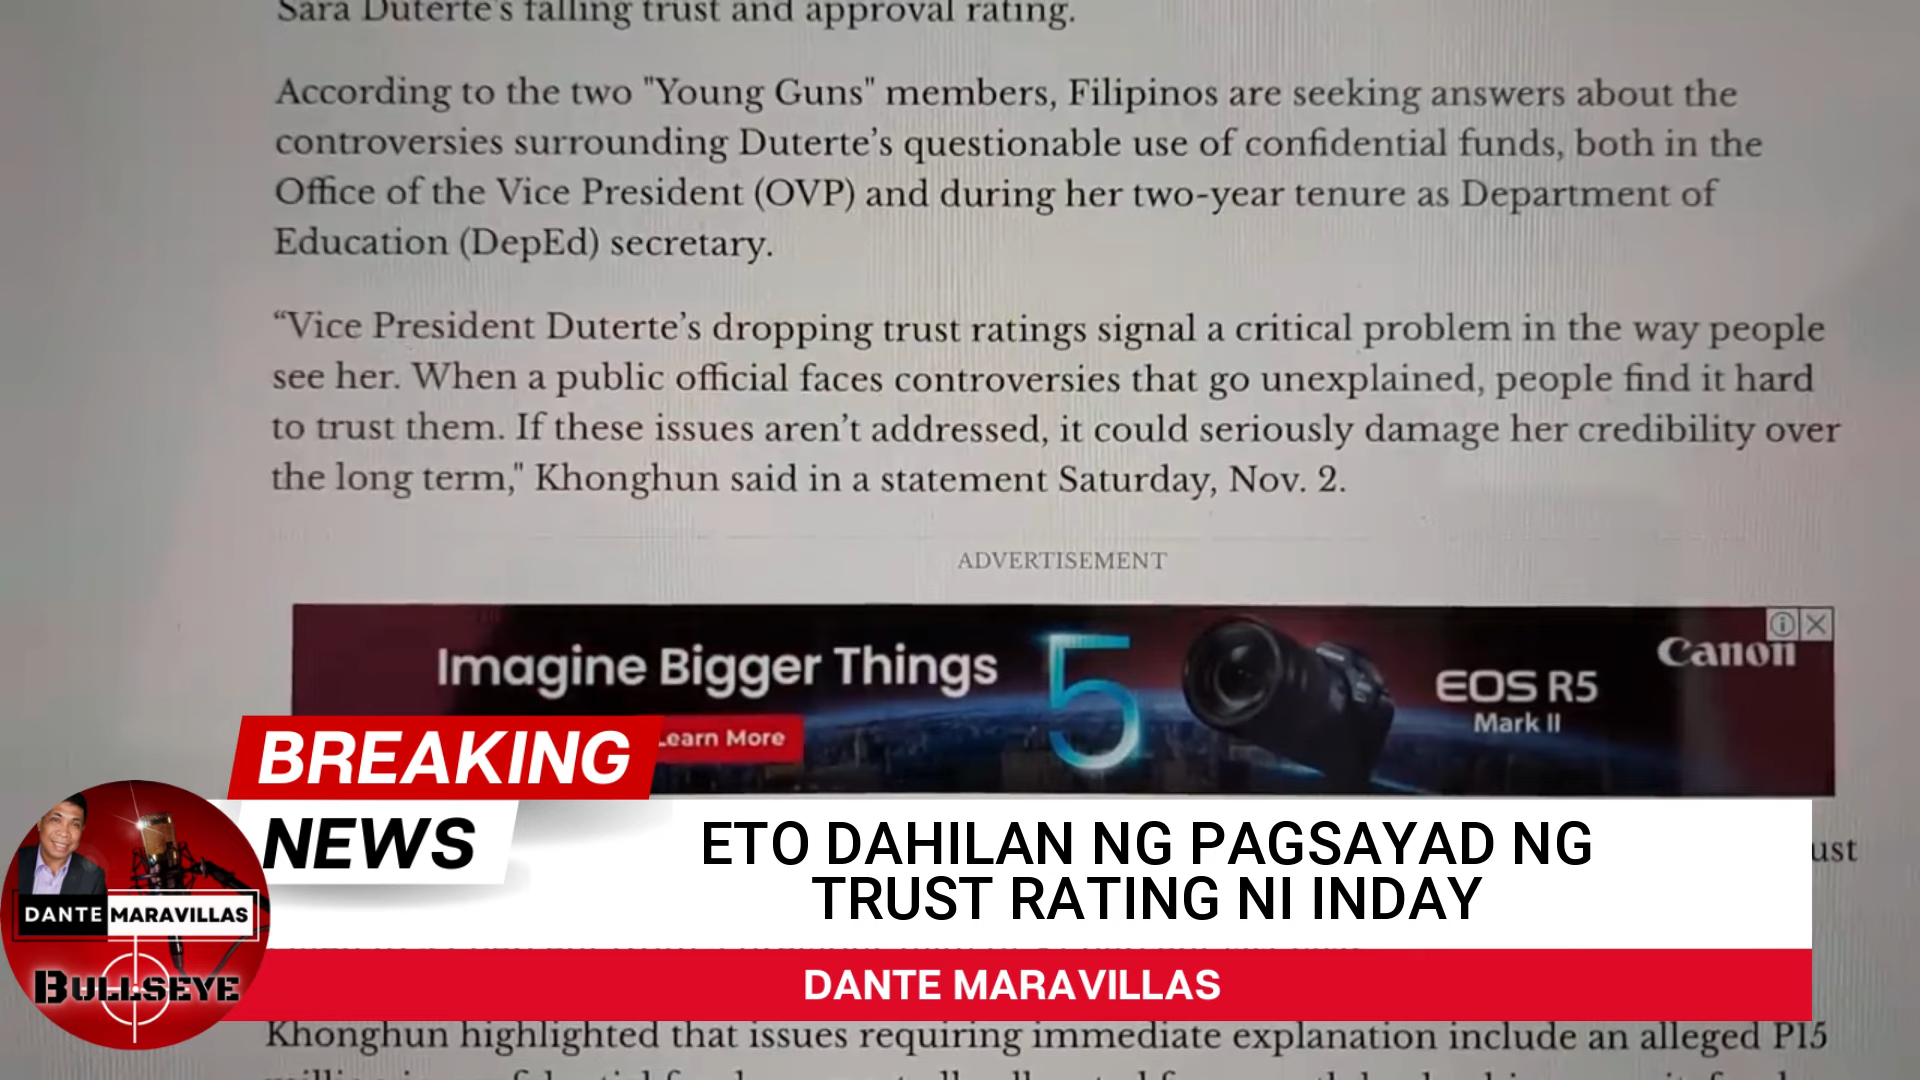 Sara Duterte's falling trust and approval rating.
According to the two "Young Guns" members, Filipinos are seeking answers about the
controversies surrounding Duterte’s questionable use of confidential funds, both in the
Office of the Vice President (OVP) and during her two-year tenure as Department of
Education (DepEd) secretary.
“Vice President Duterte’s dropping trust ratings signal a critical problem in the way people
see her. When a public official faces controversies that go unexplained, people find it hard
to trust them. If these issues aren’t addressed, it could seriously damage her credibility over
the long term," Khonghun said in a statement Saturday, Nov. 2.
ADVERTISEMENT
Imagine Bigger Things
5
Canon
EOS R5
Mark II
Learn More
BREAKING
NEWS
ETO DAHILAN NG PAGSAYAD NG
TRUST RATING NI INDAY
ust
DANTE MARAVILLAS
BULLSEYE
DANTE MARAVILLAS
Khonghun highlighted that issues requiring immediate explanation include an alleged P15